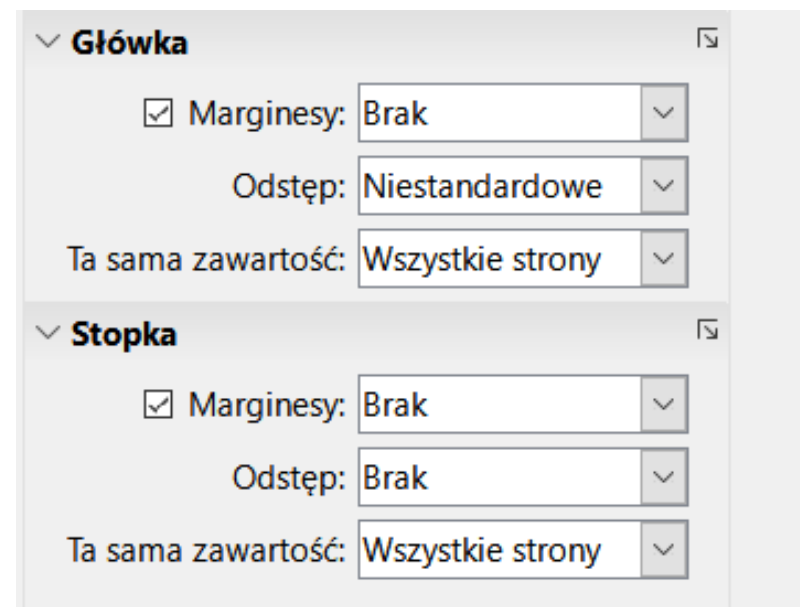 Główka
Marginesy: Brak
Odstęp: Niestandardowe
Ta sama zawartość: Wszystkie strony
Stopka
Marginesy: Brak
Odstęp: Brak
Ta sama zawartość: Wszystkie strony